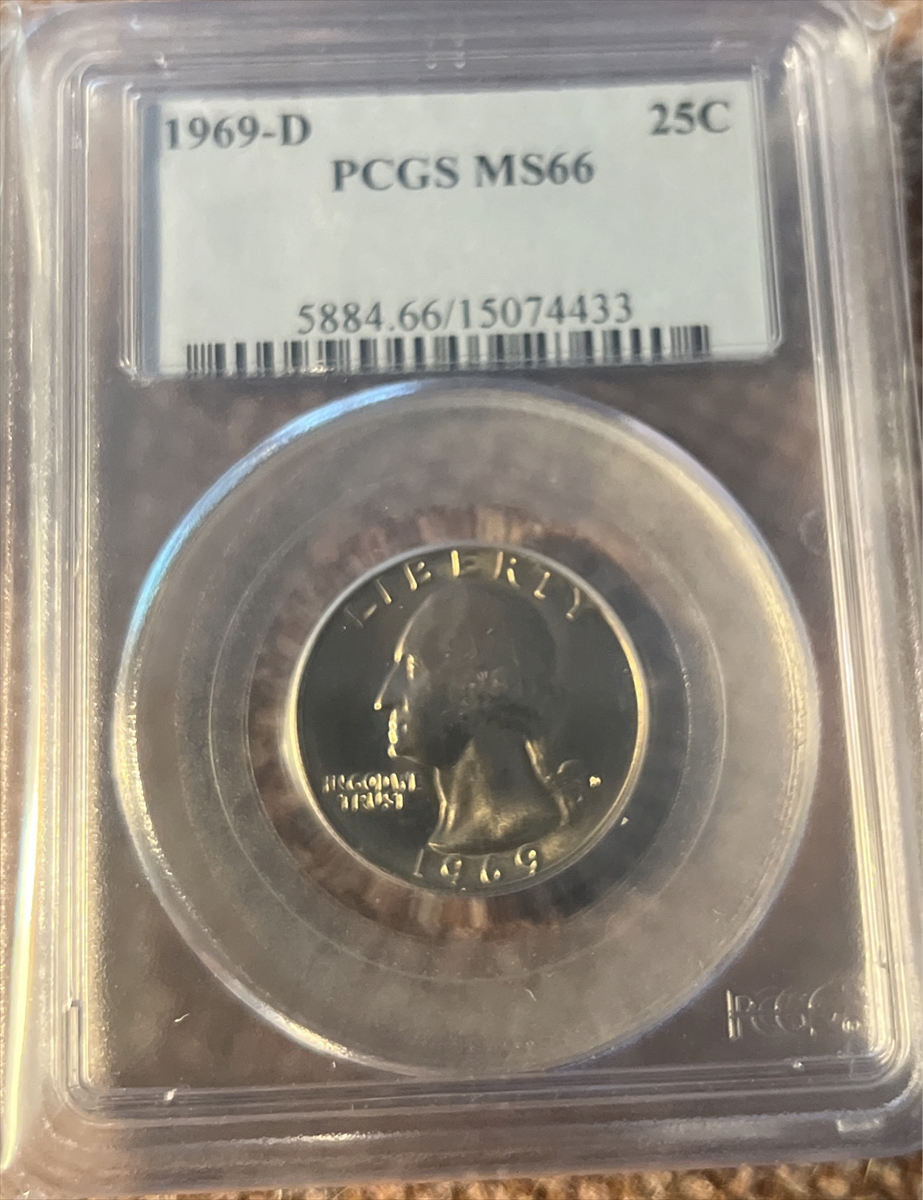 1969-D 25C
PCGS MS66
5884.66/15074433
LIBERTY
IN GOD WE
TRUST
1969
PCGS